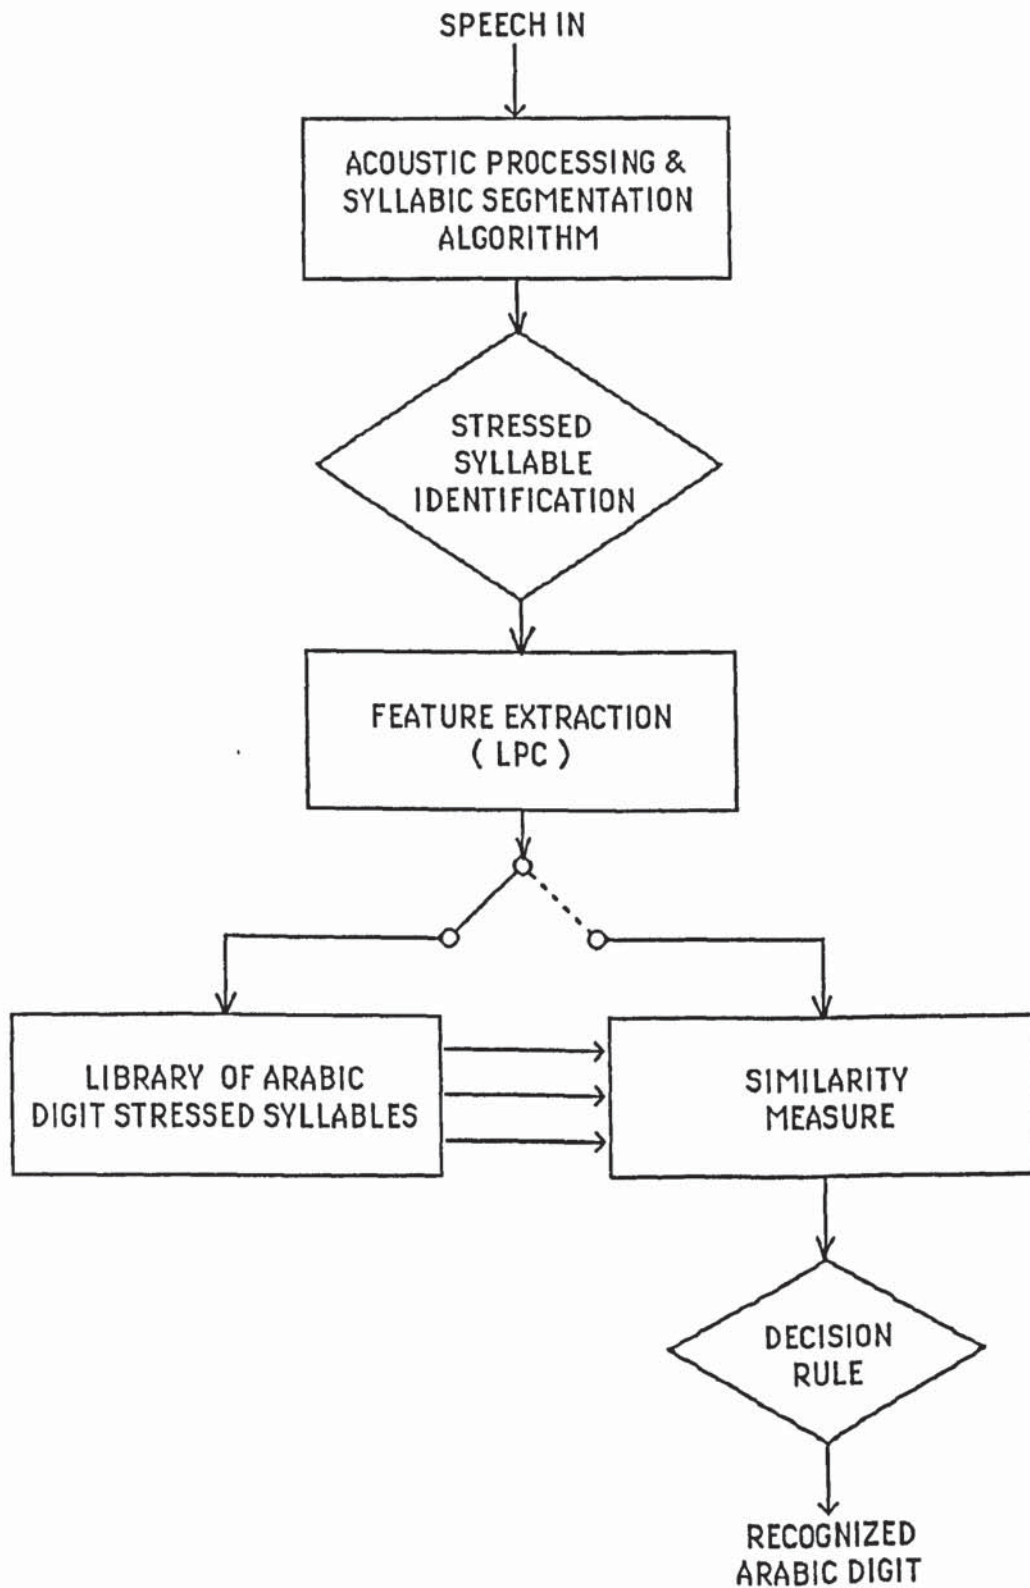 SPEECH IN
ACOUSTIC PROCESSING &
SYLLABIC SEGMENTATION
ALGORITHM
STRESSED
SYLLABLE
IDENTIFICATION
FEATURE EXTRACTION
( LPC )
LIBRARY OF ARABIC
DIGIT STRESSED SYLLABLES
SIMILARITY
MEASURE
DECISION
RULE
RECOGNIZED
ARABIC DIGIT